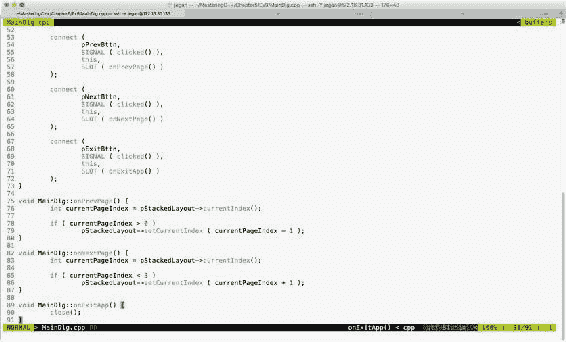 MainDlg.cpp
buffers
52
53 connect (
54 pPrevBttn,
55 SIGNAL ( clicked() ),
56 this,
57 SLOT ( onPrevPage() )
58 );
59
60 connect (
61 pNextBttn,
62 SIGNAL ( clicked() ),
63 this,
64 SLOT ( onNextPage() )
65 );
66
67 connect (
68 pExitBttn,
69 SIGNAL ( clicked() ),
70 this,
71 SLOT ( onExitApp() )
72 );
73 }
74
75 void MainDlg::onPrevPage() {
76 int currentPageIndex = pStackedLayout->currentIndex();
77
78 if ( currentPageIndex > 0 )
79 pStackedLayout->setCurrentIndex ( currentPageIndex - 1 );
80 }
81
82 void MainDlg::onNextPage() {
83 int currentPageIndex = pStackedLayout->currentIndex();
84
85 if ( currentPageIndex < 3 )
86 pStackedLayout->setCurrentIndex ( currentPageIndex + 1 );
87 }
88
89 void MainDlg::onExitApp() {
90 close();
91 }
NORMAL > MainDlg.cpp onExitApp() < cpp 100% : 91/91 : 1